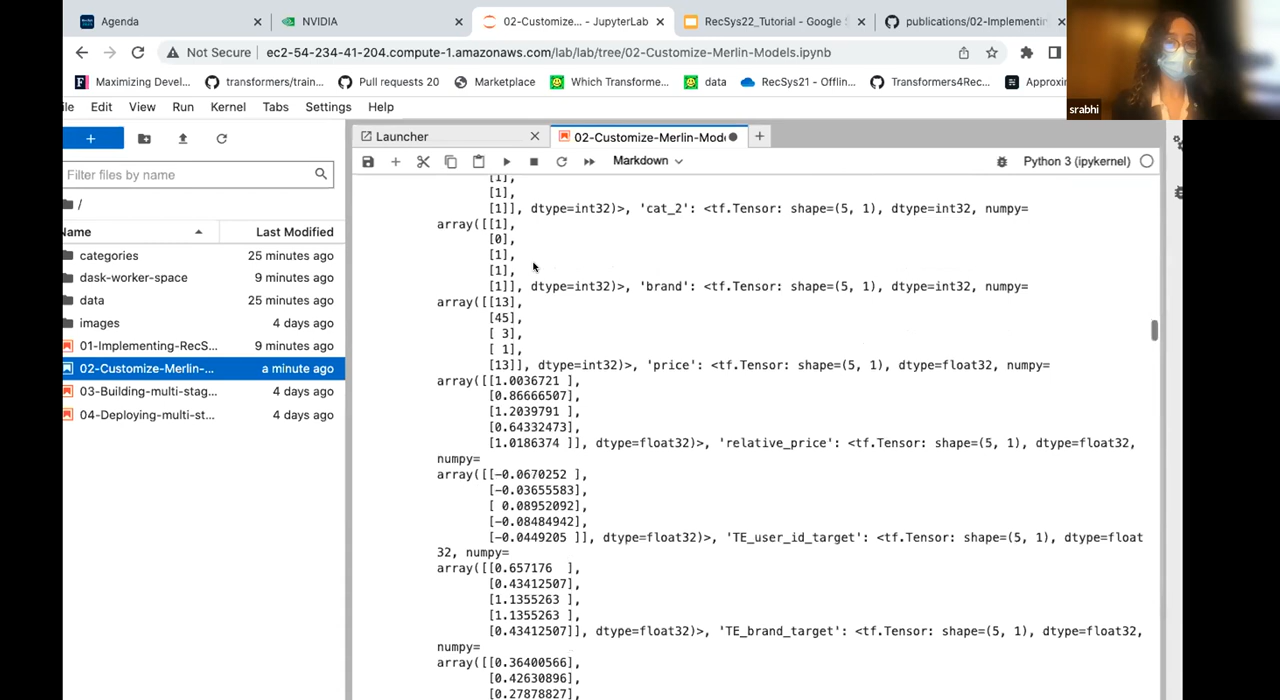 Agenda
NVIDIA
02-Customize... - JupyterLab
RecSys22_Tutorial - Google S
publications/02-Implementin
Not Secure
ec2-54-234-41-204.compute-1.amazonaws.com/lab/lab/tree/02-Customize-Merlin-Models.ipynb
Maximizing Devel...
transformers/train...
Pull requests 20
Marketplace
Which Transforme...
data
RecSys21 - Offlin...
Transformers4Rec...
Approxi
srabhi
ile Edit View Run Kernel Tabs Settings Help
Launcher
02-Customize-Merlin-Mode
Markdown
Python 3 (ipykernel)
Filter files by name
/
Name
Last Modified
categories 25 minutes ago
dask-worker-space 9 minutes ago
data 25 minutes ago
images 4 days ago
01-Implementing-RecS... 9 minutes ago
02-Customize-Merlin-... a minute ago
03-Building-multi-stag... 4 days ago
04-Deploying-multi-st... 4 days ago
[1],
[1],
[1]], dtype=int32)>, 'cat_2': <tf.Tensor: shape=(5, 1), dtype=int32, numpy=
array([[1],
[0],
[1],
[1],
[1]], dtype=int32)>, 'brand': <tf.Tensor: shape=(5, 1), dtype=int32, numpy=
array([[13],
[45],
[ 3],
[ 1],
[13]], dtype=int32)>, 'price': <tf.Tensor: shape=(5, 1), dtype=float32, numpy=
array([[1.0036721 ],
[0.86666507],
[1.2039791 ],
[0.64332473],
[1.0186374 ]], dtype=float32)>, 'relative_price': <tf.Tensor: shape=(5, 1), dtype=float32,
numpy=
array([[-0.0670252 ],
[-0.03655583],
[ 0.08952092],
[-0.08484942],
[-0.0449205 ]], dtype=float32)>, 'TE_user_id_target': <tf.Tensor: shape=(5, 1), dtype=float
32, numpy=
array([[0.657176 ],
[0.43412507],
[1.1355263 ],
[1.1355263 ],
[0.43412507]], dtype=float32)>, 'TE_brand_target': <tf.Tensor: shape=(5, 1), dtype=float32,
numpy=
array([[0.36400566],
[0.42630896],
[0.27878827],